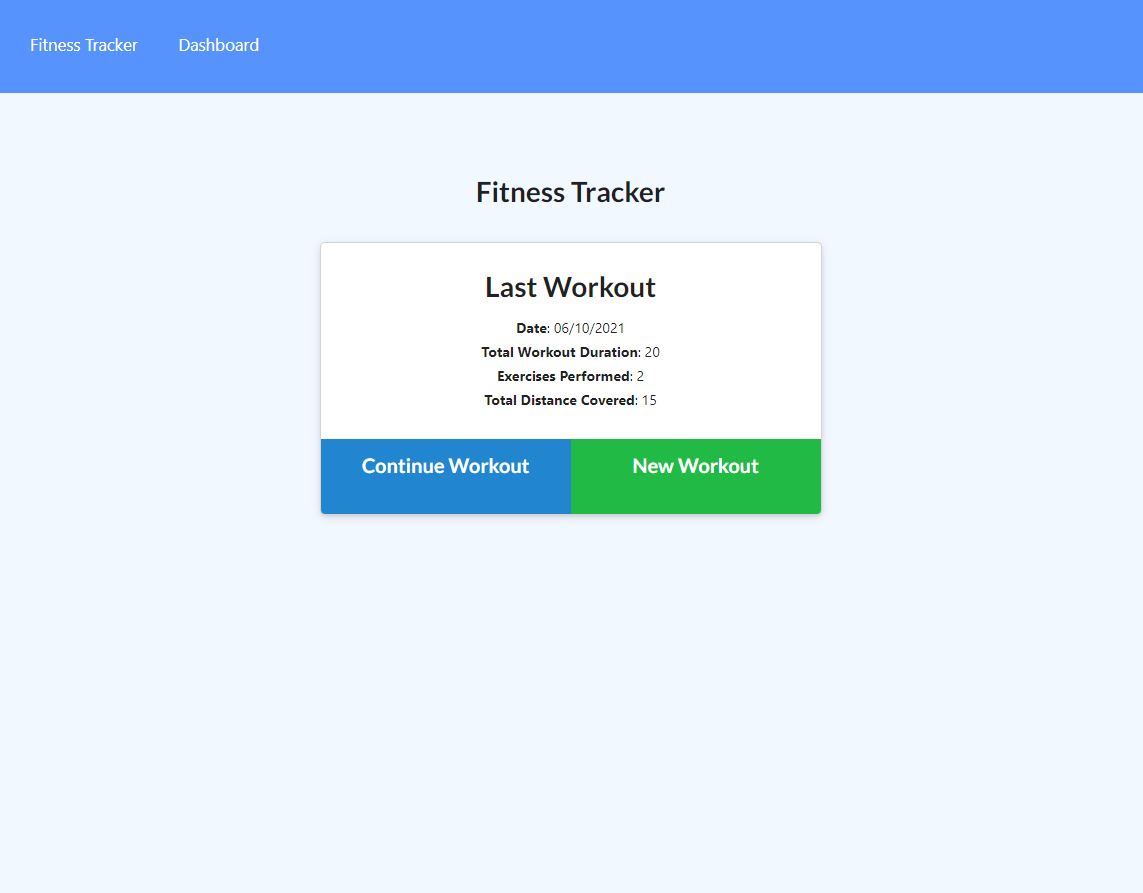 Fitness Tracker Dashboard
Fitness Tracker
Last Workout
Date: 06/10/2021
Total Workout Duration: 20
Exercises Performed: 2
Total Distance Covered: 15
Continue Workout New Workout